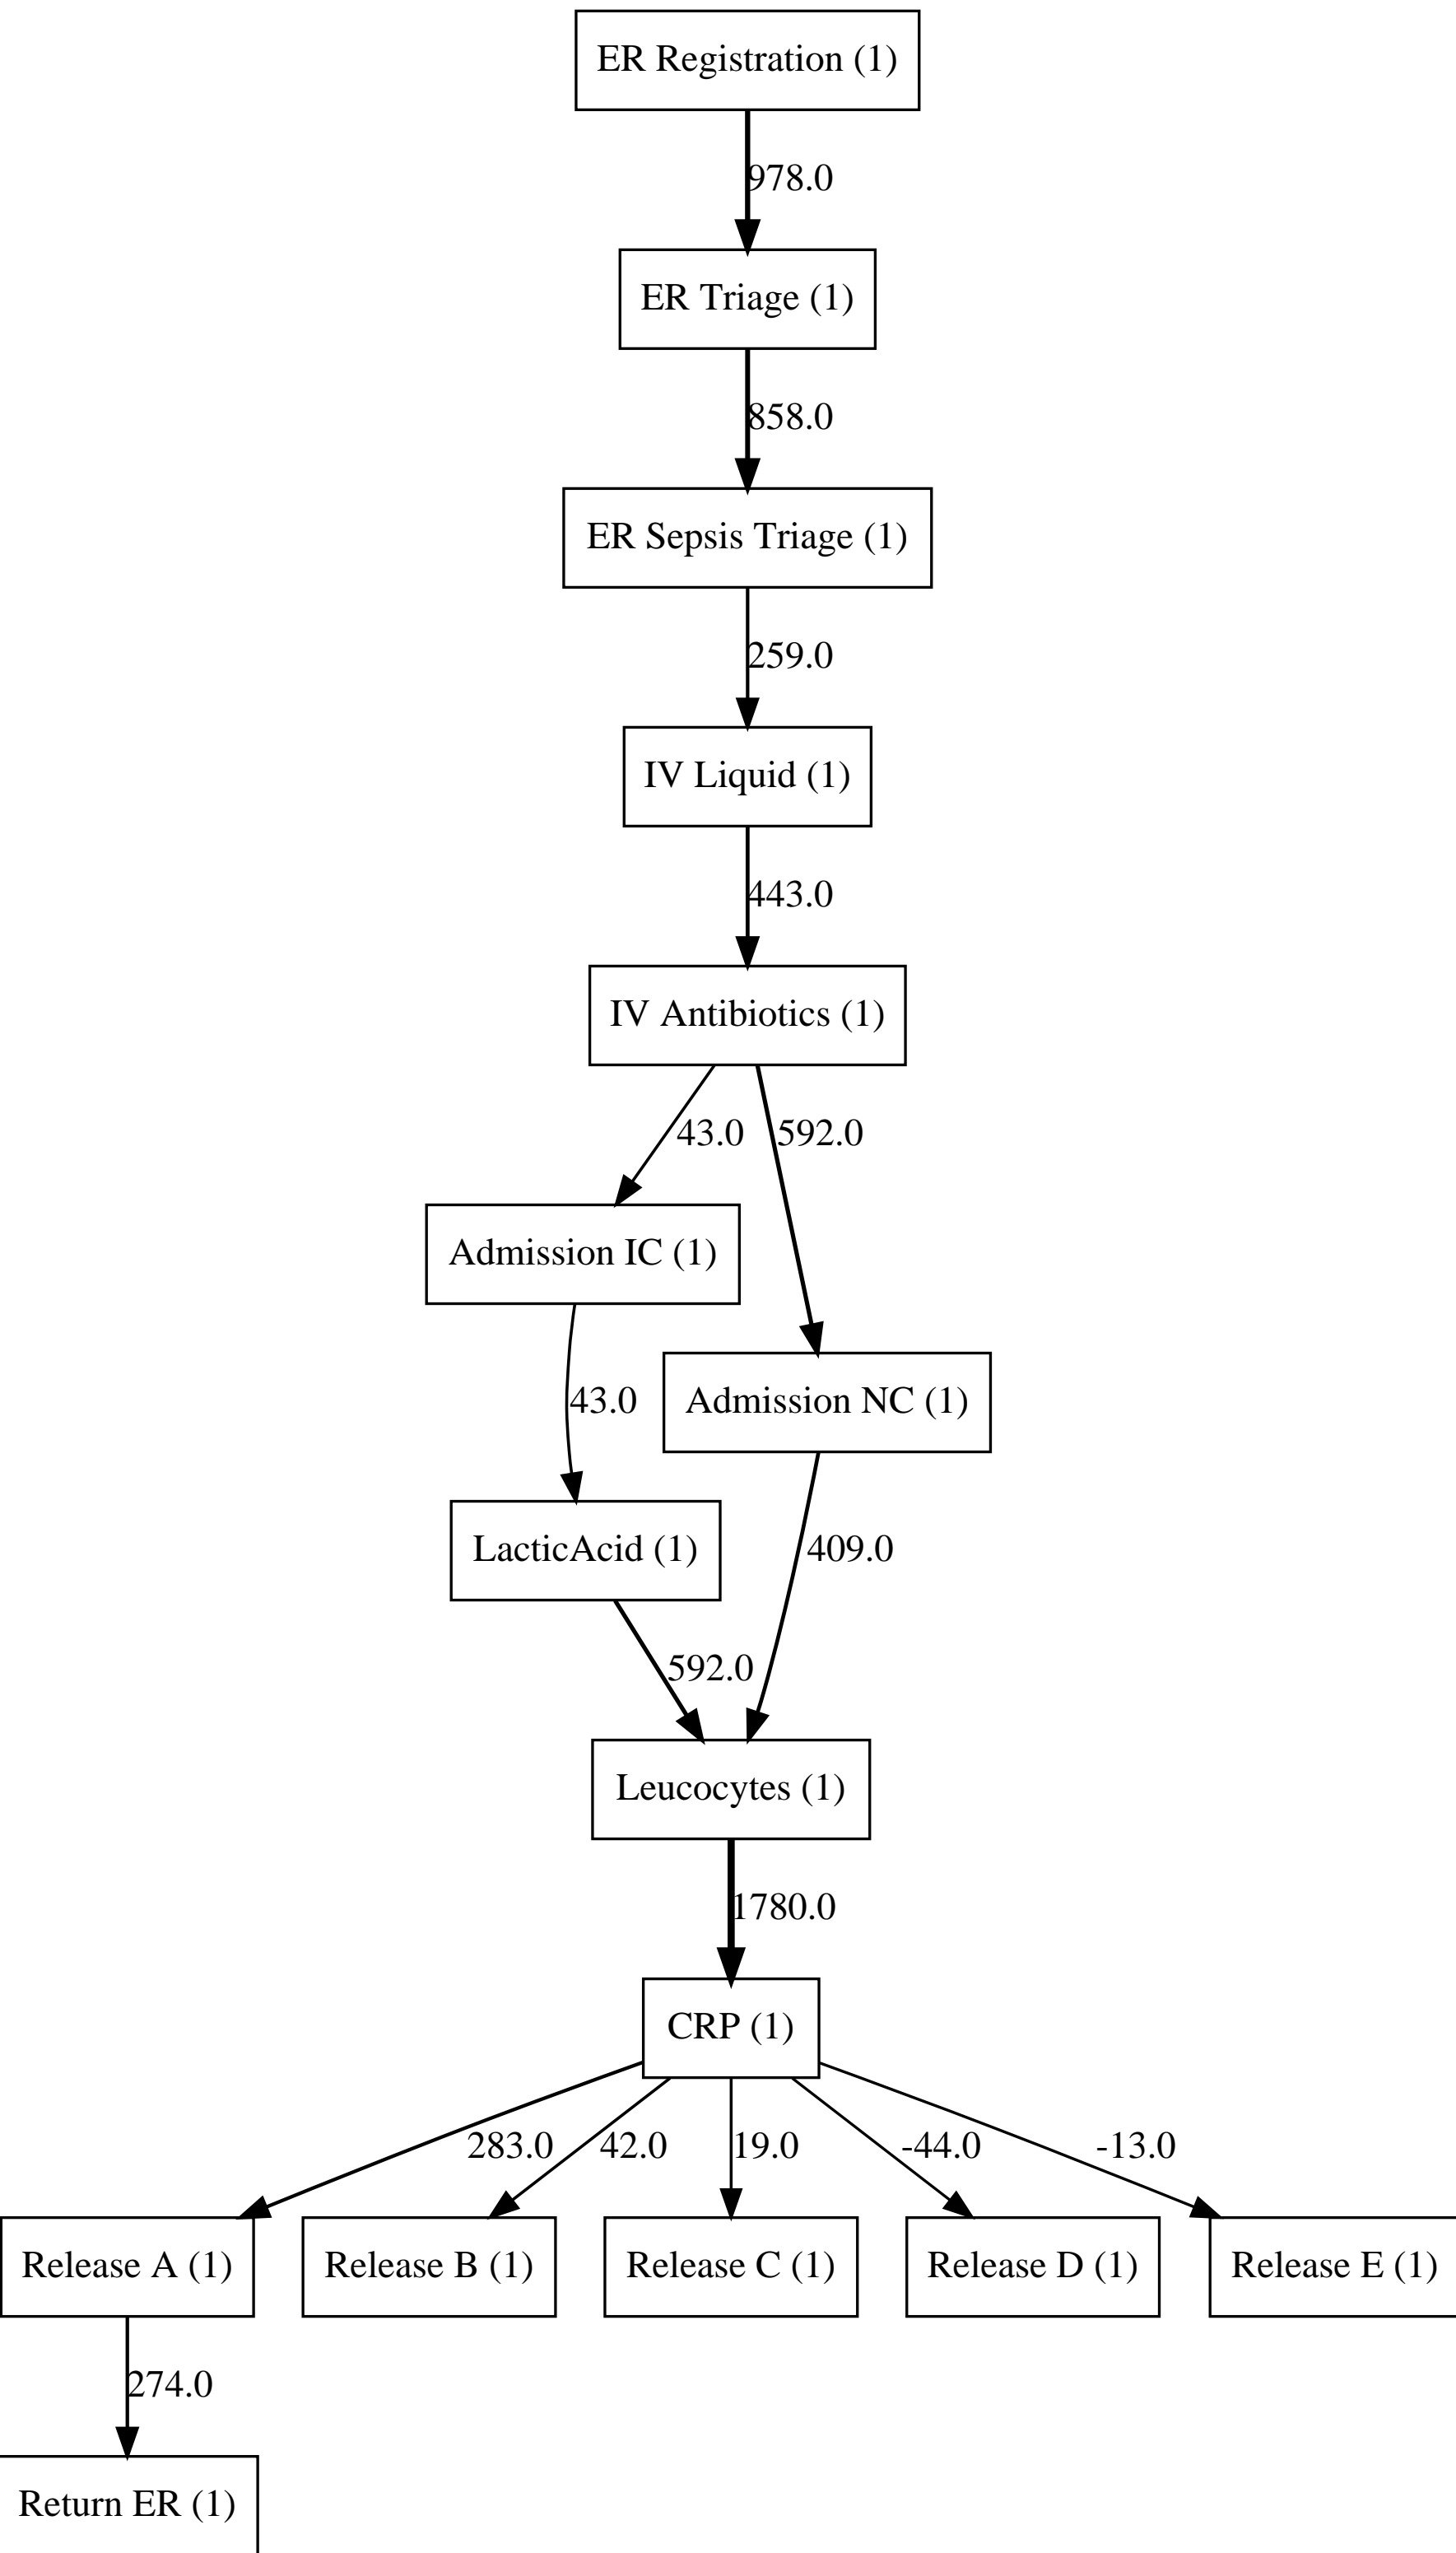 ER Registration (1)
978.0
ER Triage (1)
858.0
ER Sepsis Triage (1)
259.0
IV Liquid (1)
443.0
IV Antibiotics (1)
43.0
592.0
Admission IC (1)
43.0
Admission NC (1)
LacticAcid (1)
409.0
592.0
Leucocytes (1)
1780.0
CRP (1)
283.0
42.0
19.0
-44.0
-13.0
Release A (1)
Release B (1)
Release C (1)
Release D (1)
Release E (1)
274.0
Return ER (1)